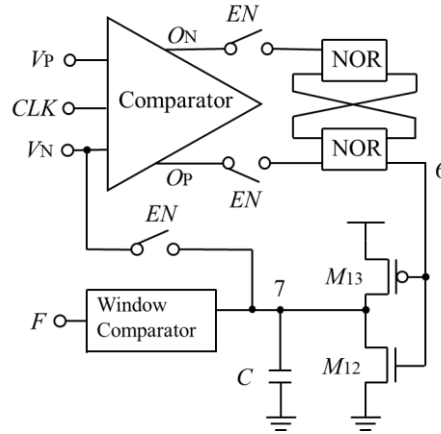 EN
ON
NOR
VP
CLK
Comparator
VN
NOR
OP
EN
6
EN
M13
7
F
Window
Comparator
C
M12